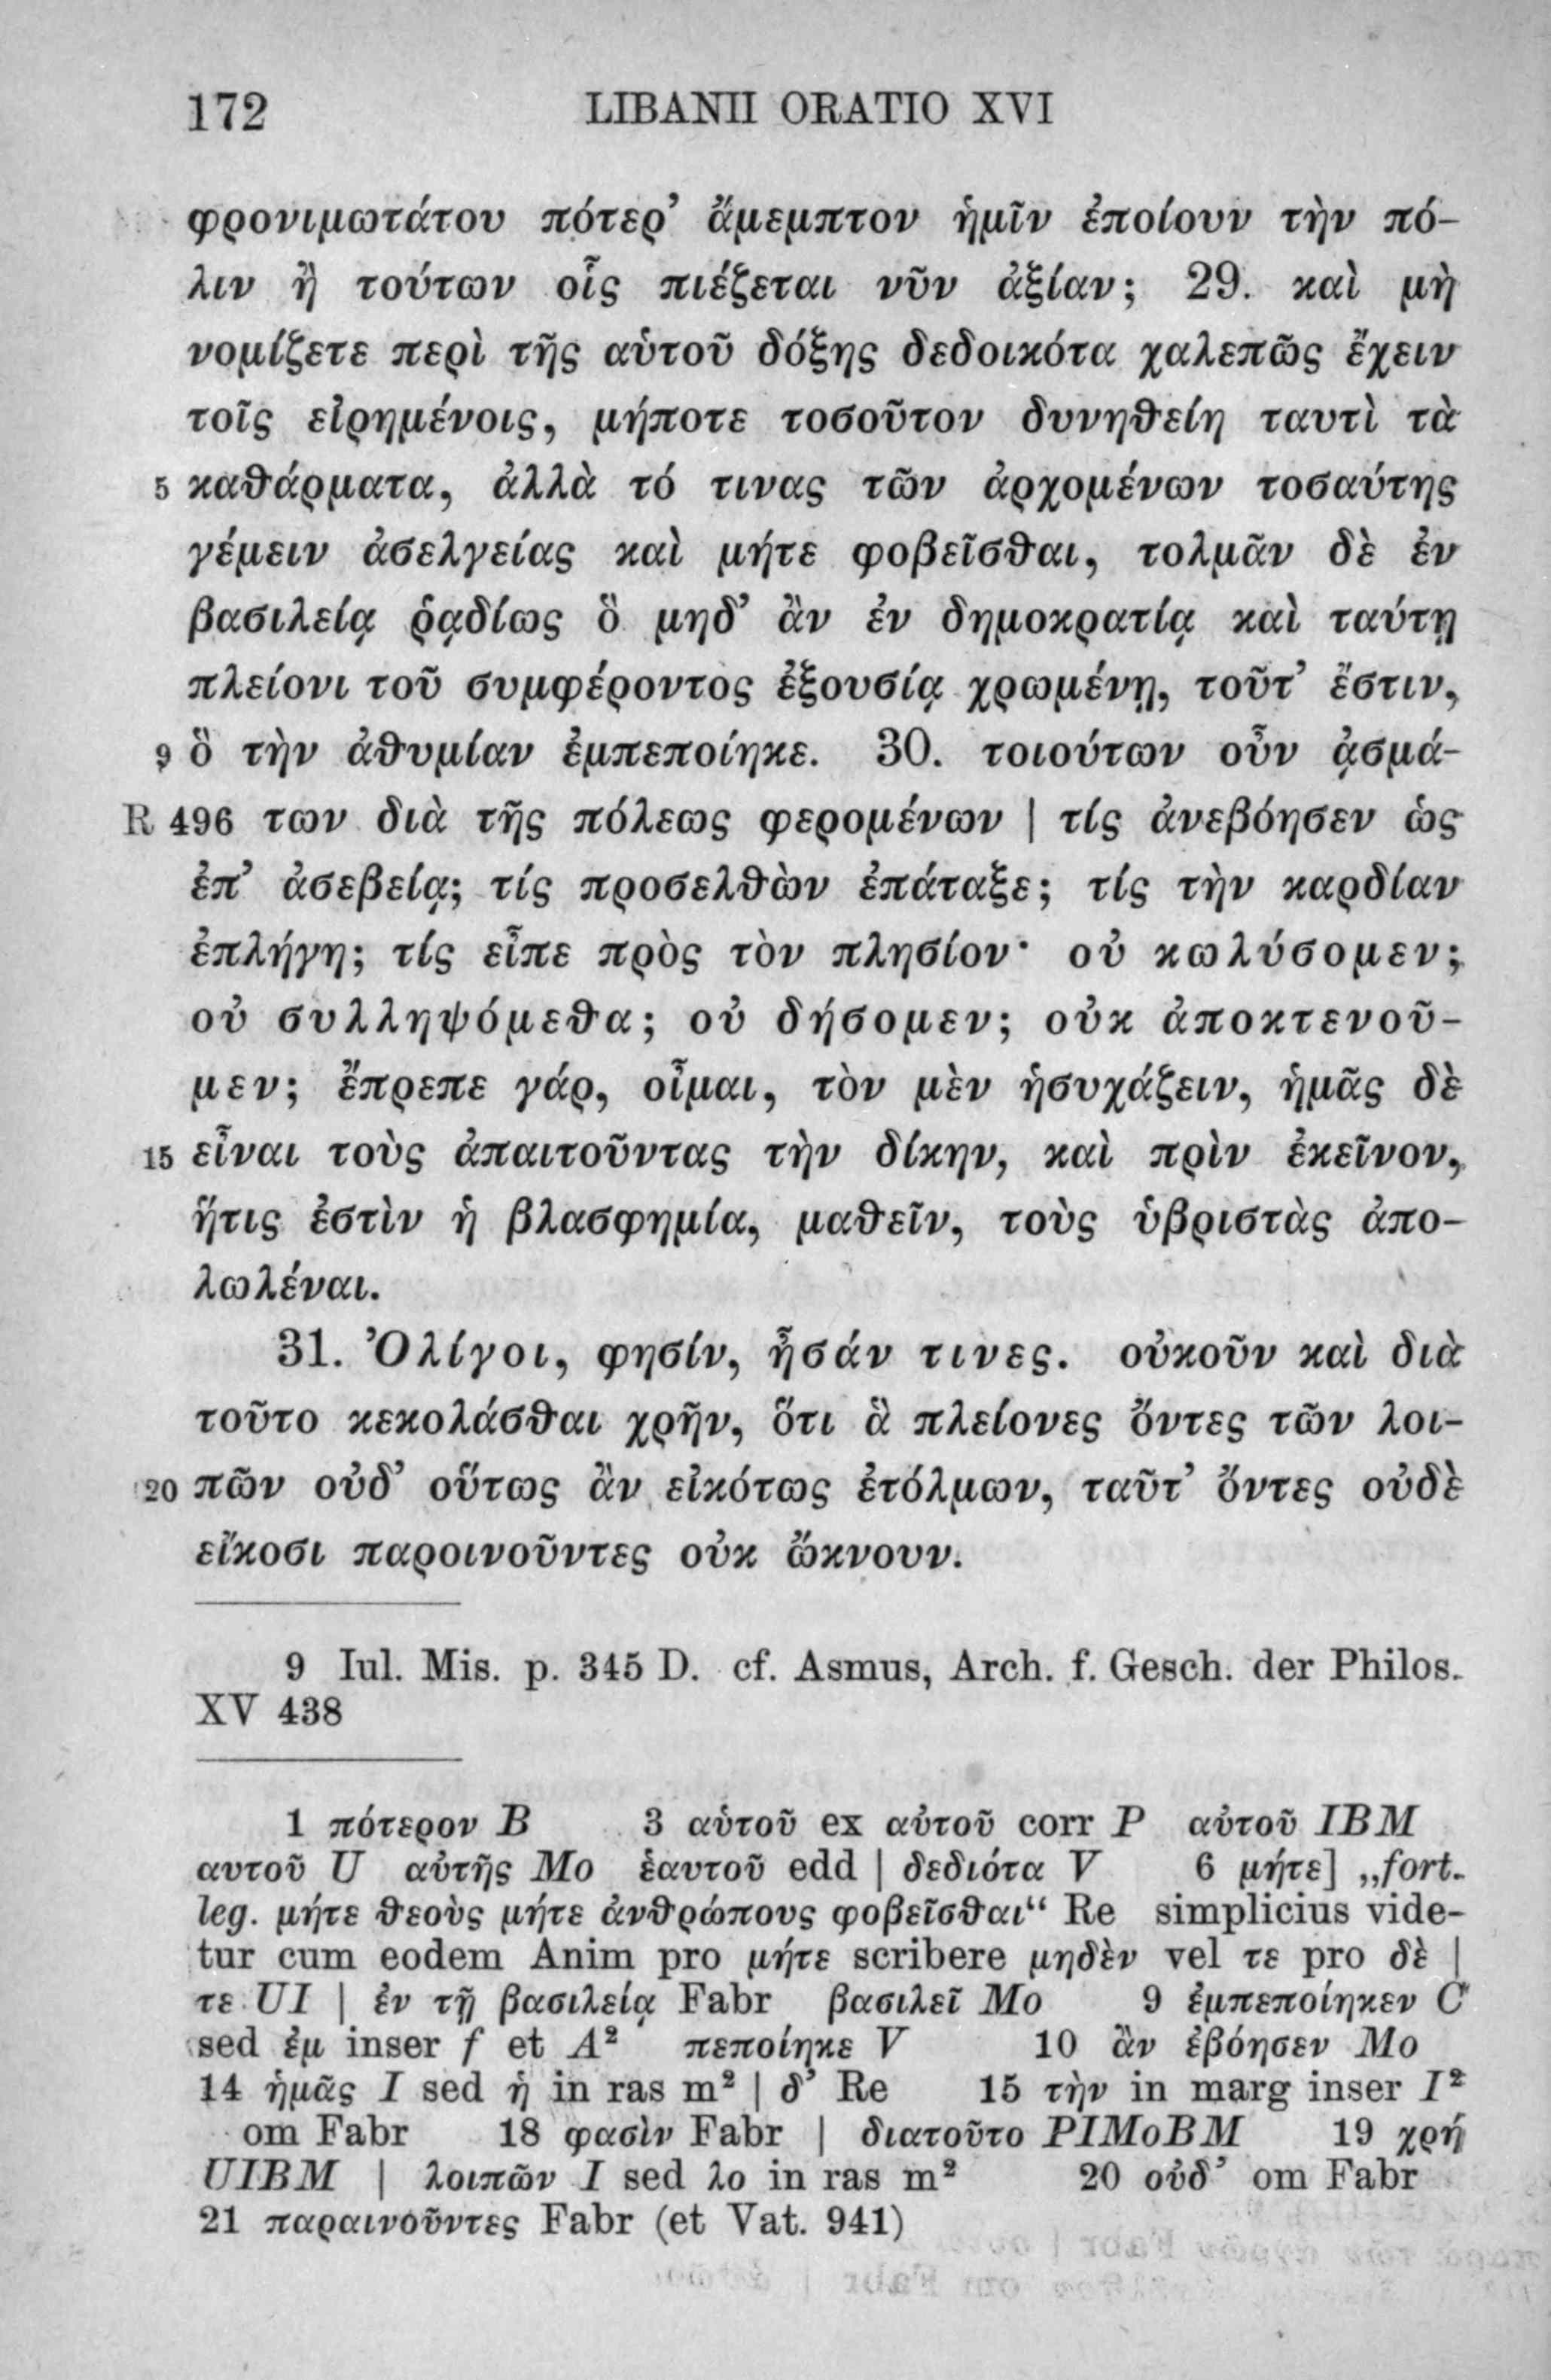 172 LIBANII ORATIO XVI
φρονιμωτάτου πότερ’ ἄμεμπτον ἡμῖν ἐποίουν τὴν πό-
λιν ἢ τούτων οἷς πιέζεται νῦν ἀξίαν; 29. καὶ μὴ
νομίζετε περὶ τῆς αὑτοῦ δόξης δεδοικότα χαλεπῶς ἔχειν
τοῖς εἰρημένοις, μήποτε τοσοῦτον δυνηθείη ταυτὶ τὰ
5 καθάρματα, ἀλλὰ τό τινας τῶν ἀρχομένων τοσαύτης
γέμειν ἀσελγείας καὶ μήτε φοβεῖσθαι, τολμᾶν δὲ ἐν
βασιλείᾳ ῥᾳδίως ὃ μηδ’ ἂν ἐν δημοκρατίᾳ καὶ ταύτῃ
πλείονι τοῦ συμφέροντος ἐξουσίᾳ χρωμένῃ, τοῦτ’ ἔστιν,
9 ὃ τὴν ἀθυμίαν ἐμπεποίηκε. 30. τοιούτων οὖν ᾀσμά-
R 496 των διὰ τῆς πόλεως φερομένων | τίς ἀνεβόησεν ὡς
ἐπ’ ἀσεβείᾳ; τίς προσελθὼν ἐπάταξε; τίς τὴν καρδίαν
ἐπλήγη; τίς εἶπε πρὸς τὸν πλησίον· οὐ κωλύσομεν;
οὐ συλληψόμεθα; οὐ δήσομεν; οὐκ ἀποκτενοῦ-
μεν; ἔπρεπε γάρ, οἶμαι, τὸν μὲν ἡσυχάζειν, ἡμᾶς δὲ
15 εἶναι τοὺς ἀπαιτοῦντας τὴν δίκην, καὶ πρὶν ἐκεῖνον,
ἥτις ἐστὶν ἡ βλασφημία, μαθεῖν, τοὺς ὑβριστὰς ἀπο-
λωλέναι.
31. Ὀλίγοι, φησίν, ἦσάν τινες. οὐκοῦν καὶ διὰ
τοῦτο κεκολάσθαι χρῆν, ὅτι ἃ πλείονες ὄντες τῶν λοι-
20 πῶν οὐδ’ οὕτως ἂν εἰκότως ἐτόλμων, ταῦτ’ ὄντες οὐδὲ
εἴκοσι παροινοῦντες οὐκ ὤκνουν.
9 Iul. Mis. p. 345 D. cf. Asmus, Arch. f. Gesch. der Philos.
XV 438
1 πότερον B 3 αὑτοῦ ex αὐτοῦ corr P αὐτοῦ IBM
αυτοῦ U αὐτῆς Mo ἑαυτοῦ edd | δεδιότα V 6 μήτε] „fort.
leg. μήτε θεοὺς μήτε ἀνθρώπους φοβεῖσθαι“ Re simplicius vide-
tur cum eodem Anim pro μήτε scribere μηδὲν vel τε pro δὲ |
τε UI | ἐν τῇ βασιλείᾳ Fabr βασιλεῖ Mo 9 ἐμπεποίηκεν C
sed ἐμ inser f et A² πεποίηκε V 10 ἂν ἐβόησεν Mo
14 ἡμᾶς I sed ἡ in ras m² | δ’ Re 15 τὴν in marg inser I²
om Fabr 18 φασὶν Fabr | διατοῦτο PIMoBM 19 χρή
UIBM | λοιπῶν I sed λο in ras m² 20 οὐδ’ om Fabr
21 παραινοῦντες Fabr (et Vat. 941)